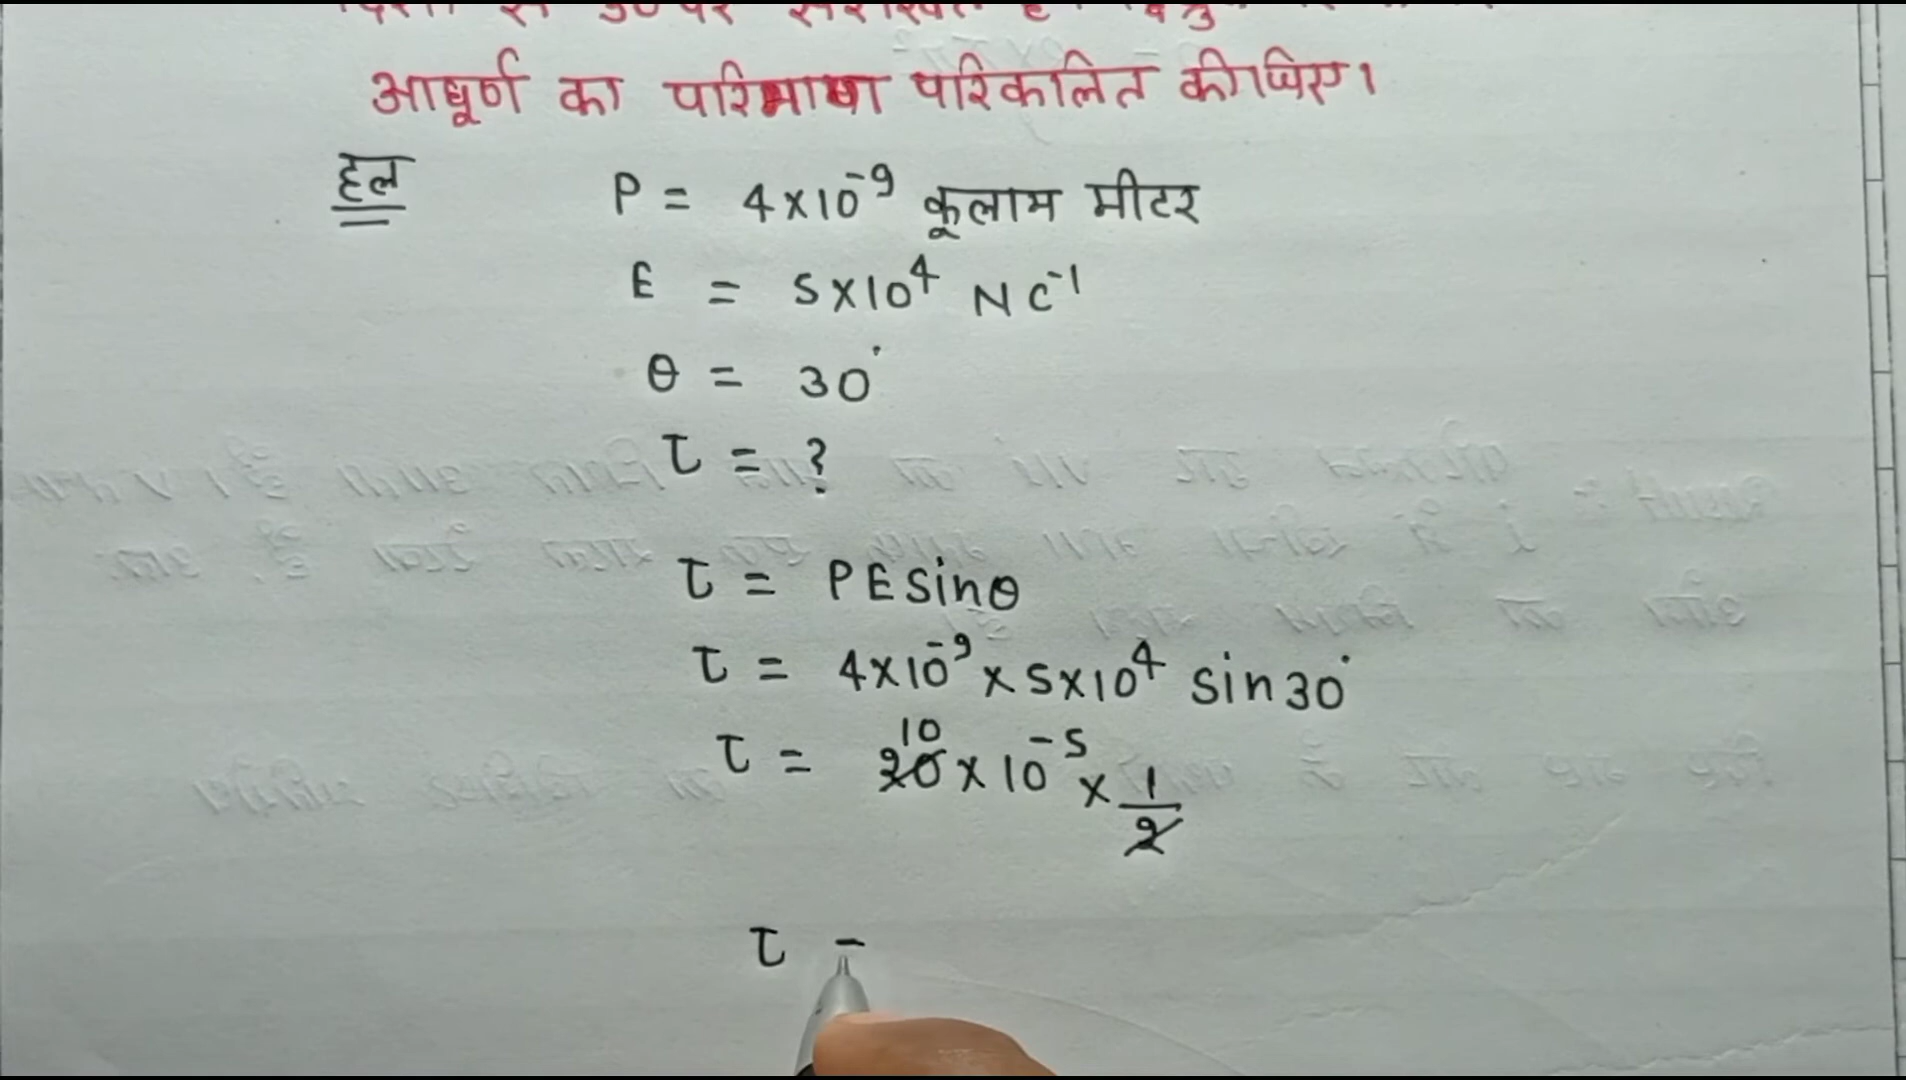 आघूर्ण का परिमाण परिकलित कीजिए।
हल P = 4×10⁻⁹ कूलाम मीटर
E = 5×10⁴ NC⁻¹
θ = 30°
τ = ?
τ = PEsinθ
τ = 4×10⁻⁹ × 5×10⁴ sin30°
10
τ = 20×10⁻⁵ × 1/2
τ -